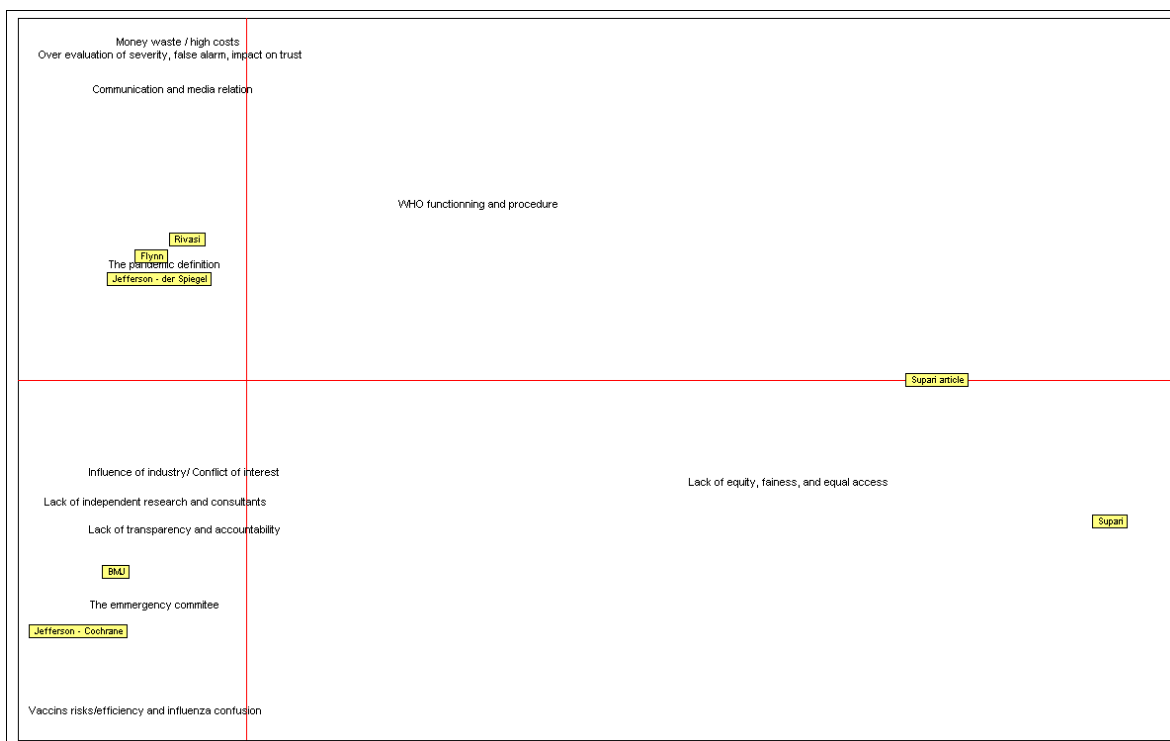 Money waste / high costs
Over evaluation of severity, false alarm, impact on trust
Communication and media relation
WHO functionning and procedure
Rivasi
Flynn
The pandemic definition
Jefferson - der Spiegel
Supari article
Influence of industry/ Conflict of interest
Lack of equity, fainess, and equal access
Lack of independent research and consultants
Supari
Lack of transparency and accountability
BMJ
The emmergency commitee
Jefferson - Cochrane
Vaccins risks/efficiency and influenza confusion